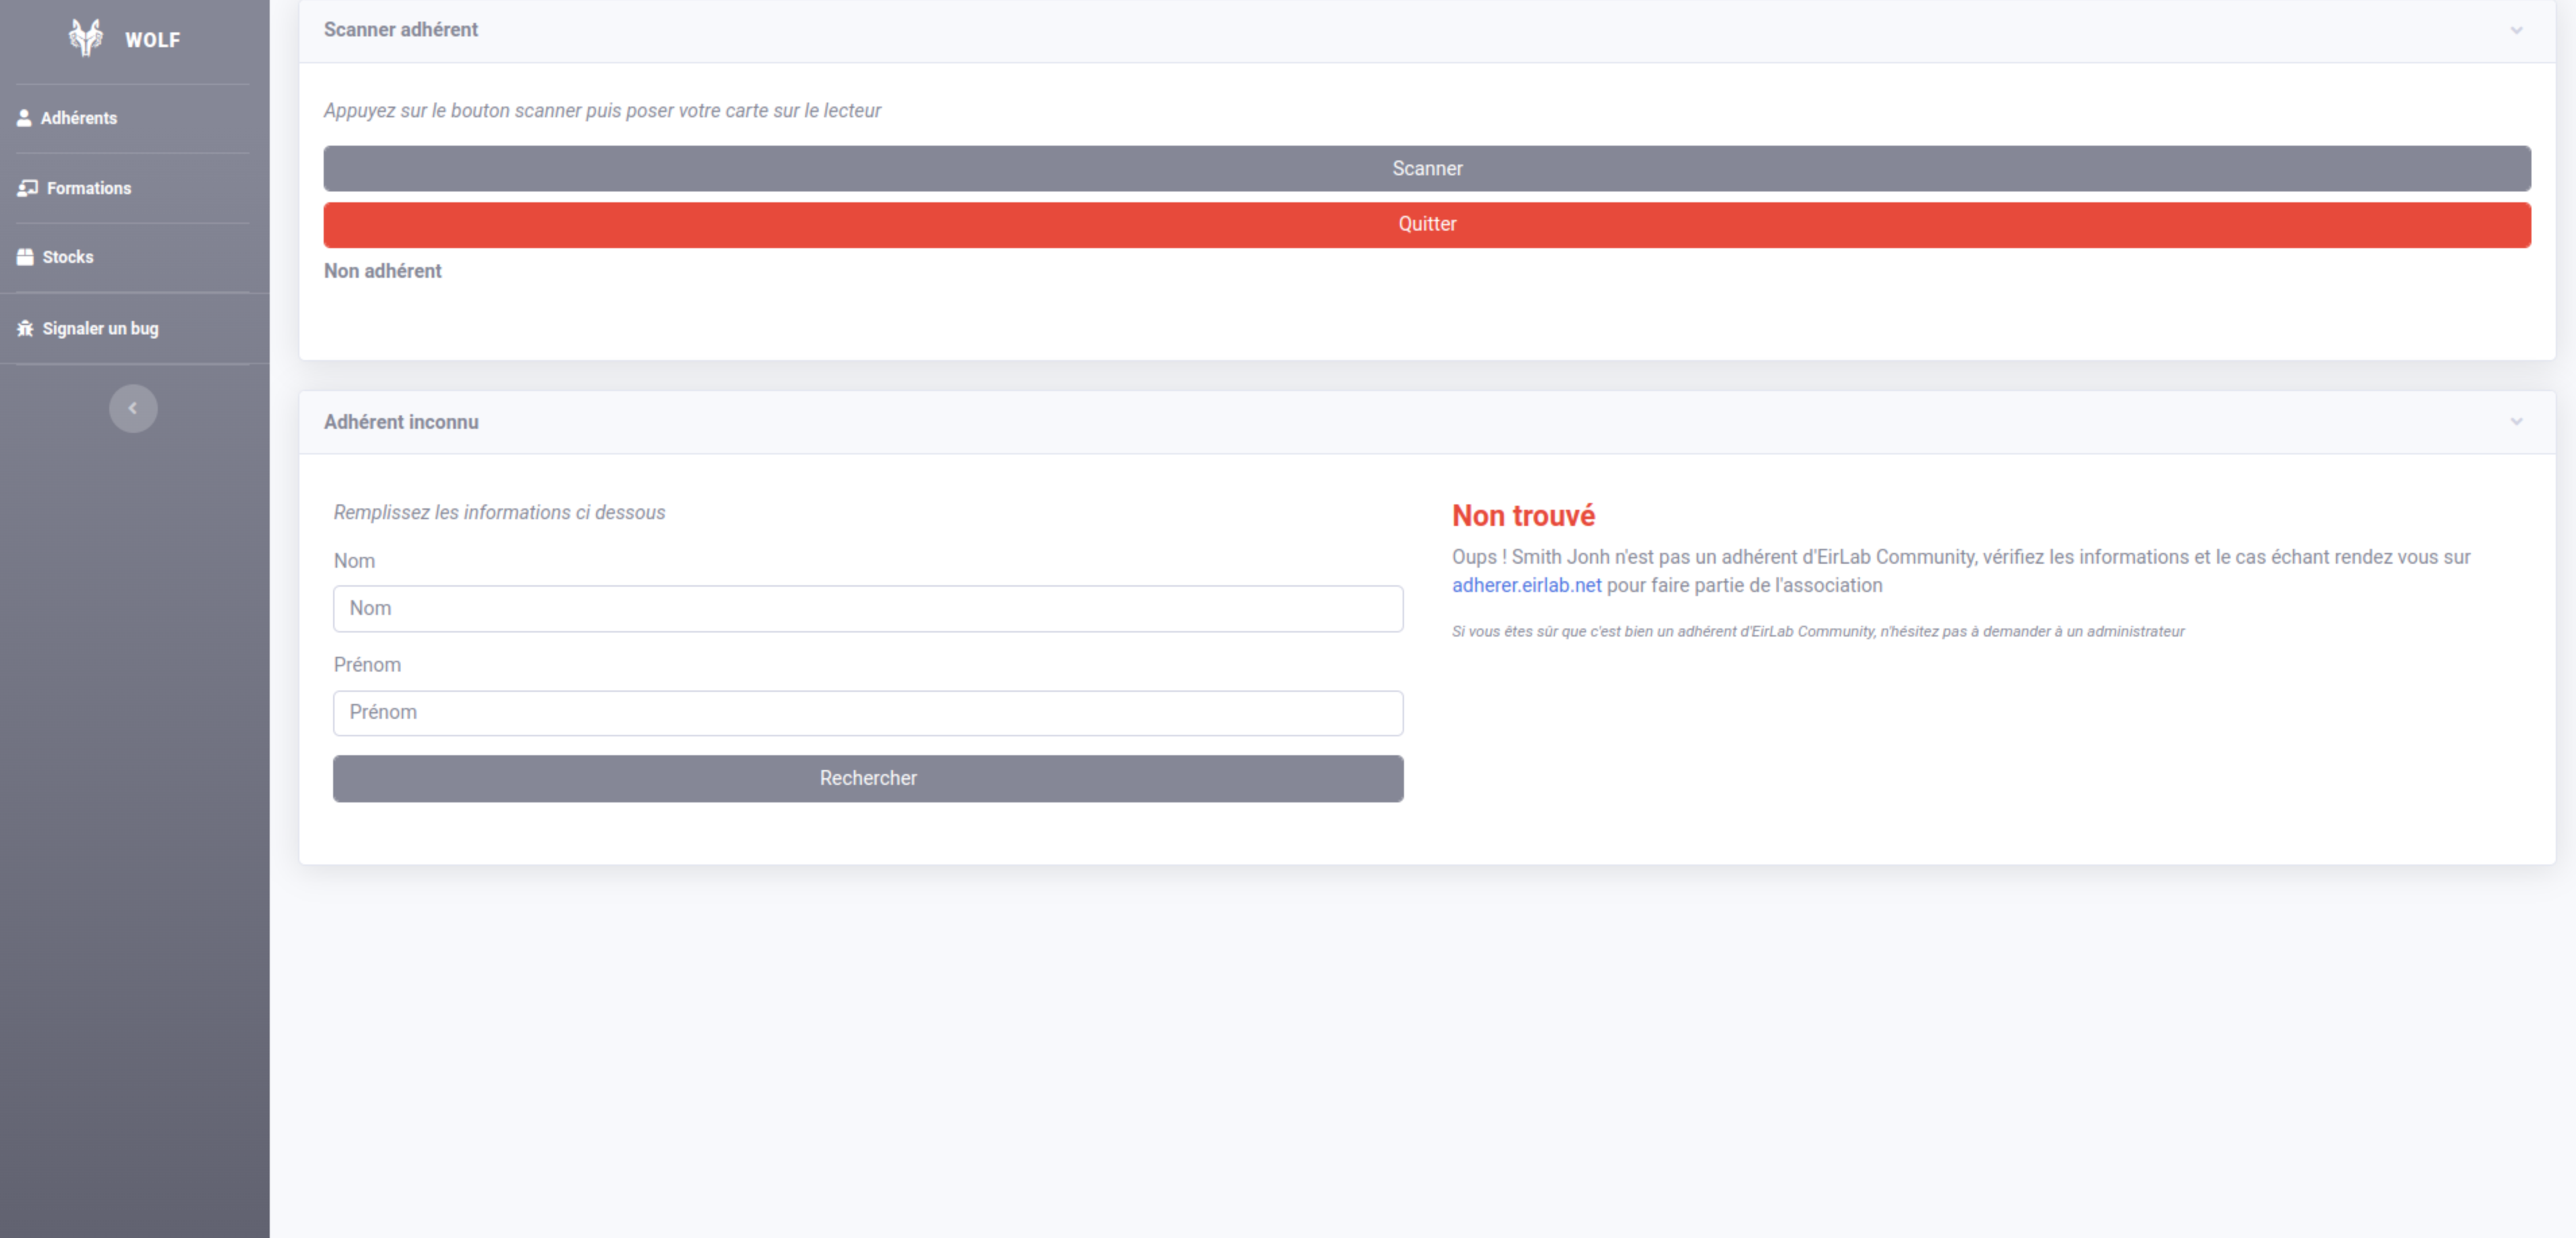 WOLF
Adhérents
Formations
Stocks
Signaler un bug
Scanner adhérent
Appuyez sur le bouton scanner puis poser votre carte sur le lecteur
Scanner
Quitter
Non adhérent
Adhérent inconnu
Remplissez les informations ci dessous
Nom
Nom
Prénom
Prénom
Rechercher
Non trouvé
Oups ! Smith Jonh n'est pas un adhérent d'EirLab Community, vérifiez les informations et le cas échant rendez vous sur
adherer.eirlab.net pour faire partie de l'association
Si vous êtes sûr que c'est bien un adhérent d'EirLab Community, n'hésitez pas à demander à un administrateur